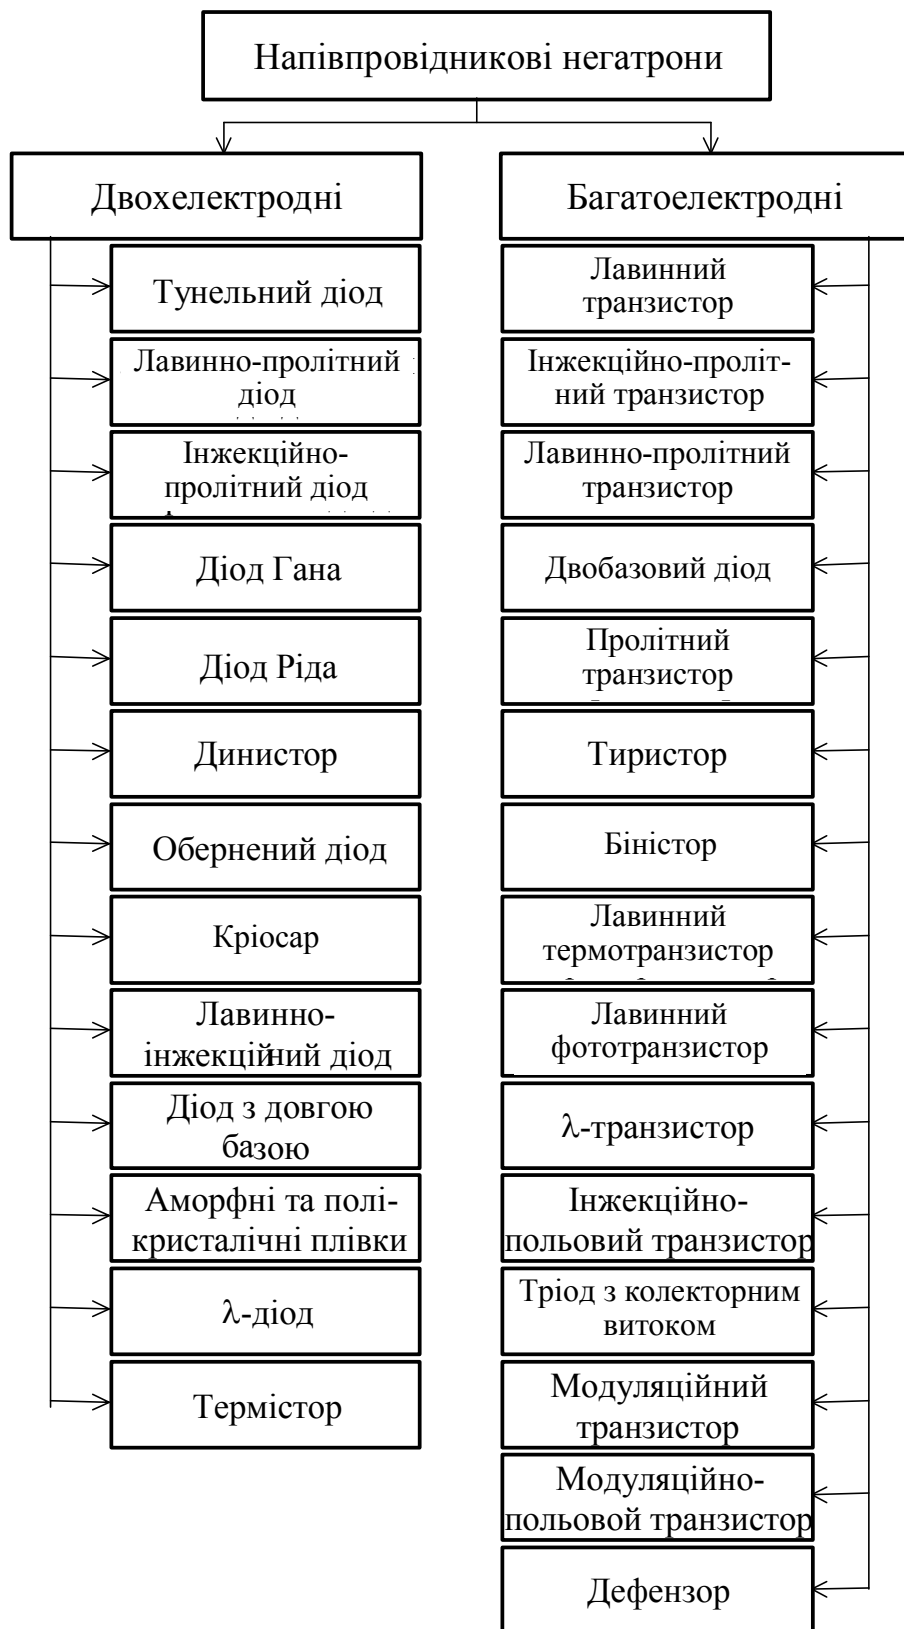 Напівпровідникові негатрони
Двохелектродні
Багатоелектродні
Тунельний діод
Лавинно-пролітний
діод
Інжекційно-
пролітний діод
Діод Гана
Діод Ріда
Динистор
Обернений діод
Кріосар
Лавинно-
інжекційний діод
Діод з довгою
базою
Аморфні та полі-
кристалічні плівки
λ-діод
Термістор
Лавинний
транзистор
Інжекційно-проліт-
ний транзистор
Лавинно-пролітний
транзистор
Двобазовий діод
Пролітний
транзистор
Тиристор
Біністор
Лавинний
термотранзистор
Лавинний
фототранзистор
λ-транзистор
Інжекційно-
польовий транзистор
Тріод з колекторним
витоком
Модуляційний
транзистор
Модуляційно-
польовой транзистор
Дефензор